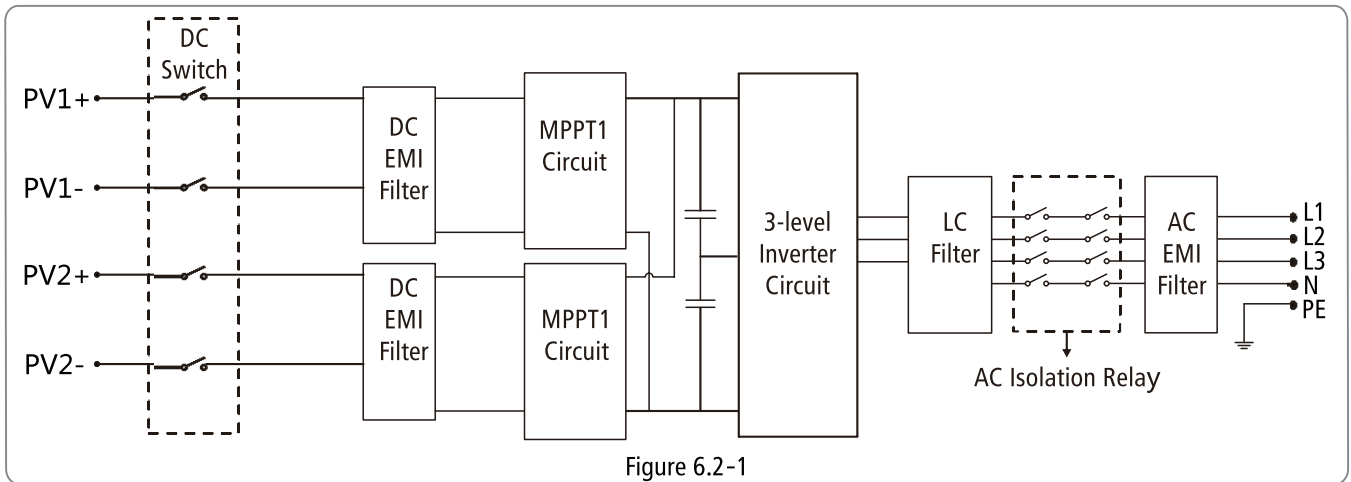 DC
Switch
PV1+
PV1-
PV2+
PV2-
DC
EMI
Filter
DC
EMI
Filter
MPPT1
Circuit
MPPT1
Circuit
3-level
Inverter
Circuit
LC
Filter
AC
EMI
Filter
L1
L2
L3
N
PE
AC Isolation Relay
Figure 6.2-1